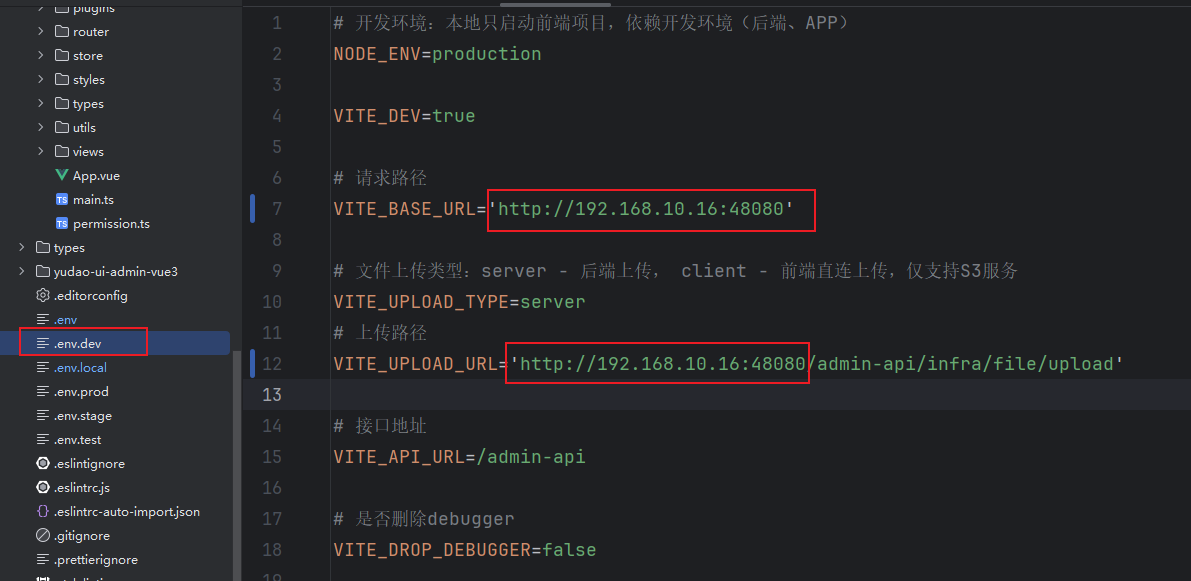 plugins
router
store
styles
types
utils
views
App.vue
TS main.ts
TS permission.ts
types
yudao-ui-admin-vue3
.editorconfig
.env
.env.dev
.env.local
.env.prod
.env.stage
.env.test
.eslintignore
.eslintrc.js
{} .eslintrc-auto-import.json
.gitignore
.prettierignore
1 # 开发环境：本地只启动前端项目，依赖开发环境（后端、APP）
2 NODE_ENV=production
3
4 VITE_DEV=true
5
6 # 请求路径
7 VITE_BASE_URL='http://192.168.10.16:48080'
8
9 # 文件上传类型：server - 后端上传， client - 前端直连上传，仅支持S3服务
10 VITE_UPLOAD_TYPE=server
11 # 上传路径
12 VITE_UPLOAD_URL='http://192.168.10.16:48080/admin-api/infra/file/upload'
13
14 # 接口地址
15 VITE_API_URL=/admin-api
16
17 # 是否删除debugger
18 VITE_DROP_DEBUGGER=false
19